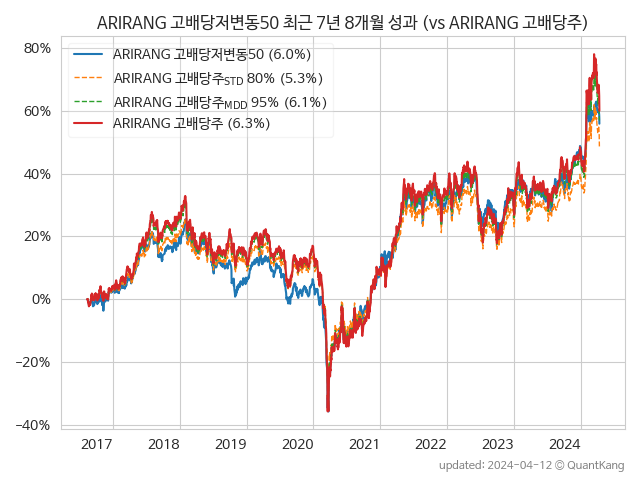 ARIRANG 고배당저변동50 최근 7년 8개월 성과 (vs ARIRANG 고배당주)
80%
60%
40%
20%
0%
−20%
−40%
ARIRANG 고배당저변동50 (6.0%)
ARIRANG 고배당주STD 80% (5.3%)
ARIRANG 고배당주MDD 95% (6.1%)
ARIRANG 고배당주 (6.3%)
2017 2018 2019 2020 2021 2022 2023 2024
updated: 2024-04-12 © QuantKang